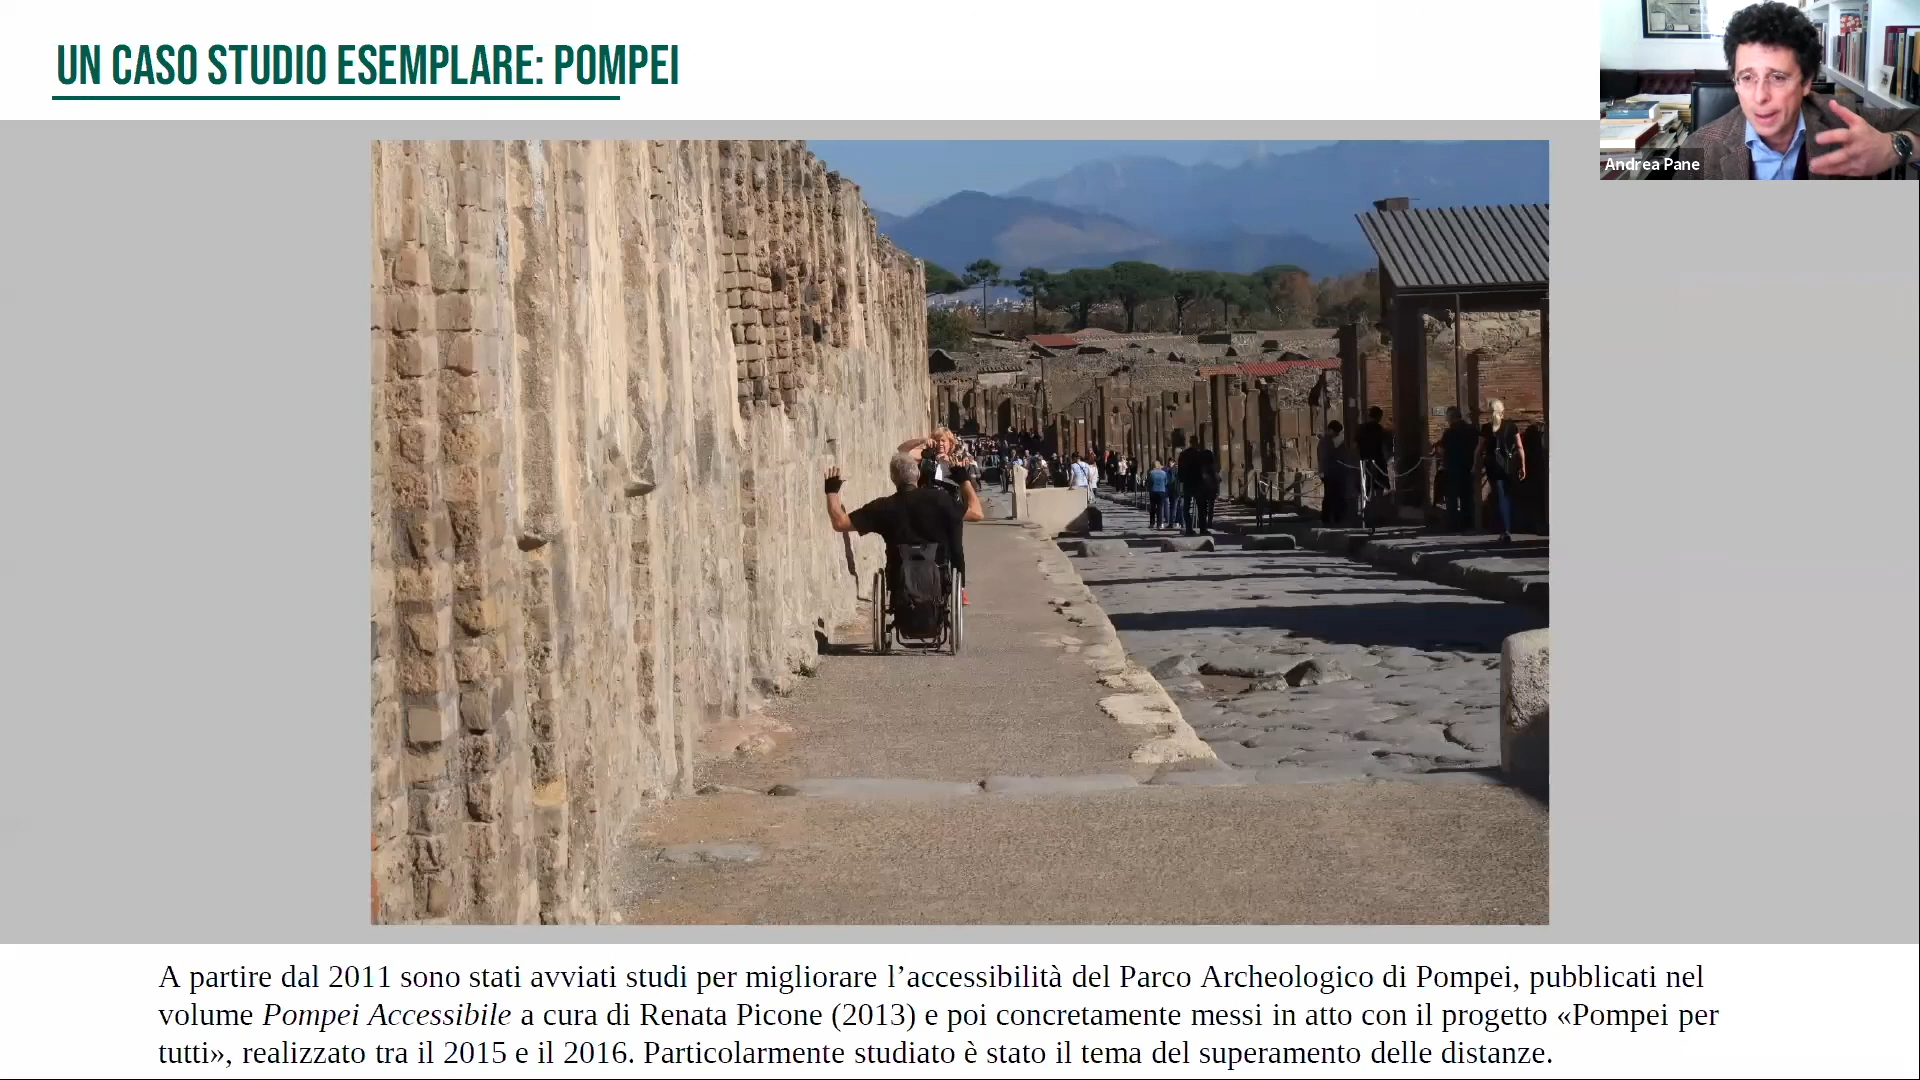 UN CASO STUDIO ESEMPLARE: POMPEI
Andrea Pane
A partire dal 2011 sono stati avviati studi per migliorare l’accessibilità del Parco Archeologico di Pompei, pubblicati nel
volume Pompei Accessibile a cura di Renata Picone (2013) e poi concretamente messi in atto con il progetto «Pompei per
tutti», realizzato tra il 2015 e il 2016. Particolarmente studiato è stato il tema del superamento delle distanze.